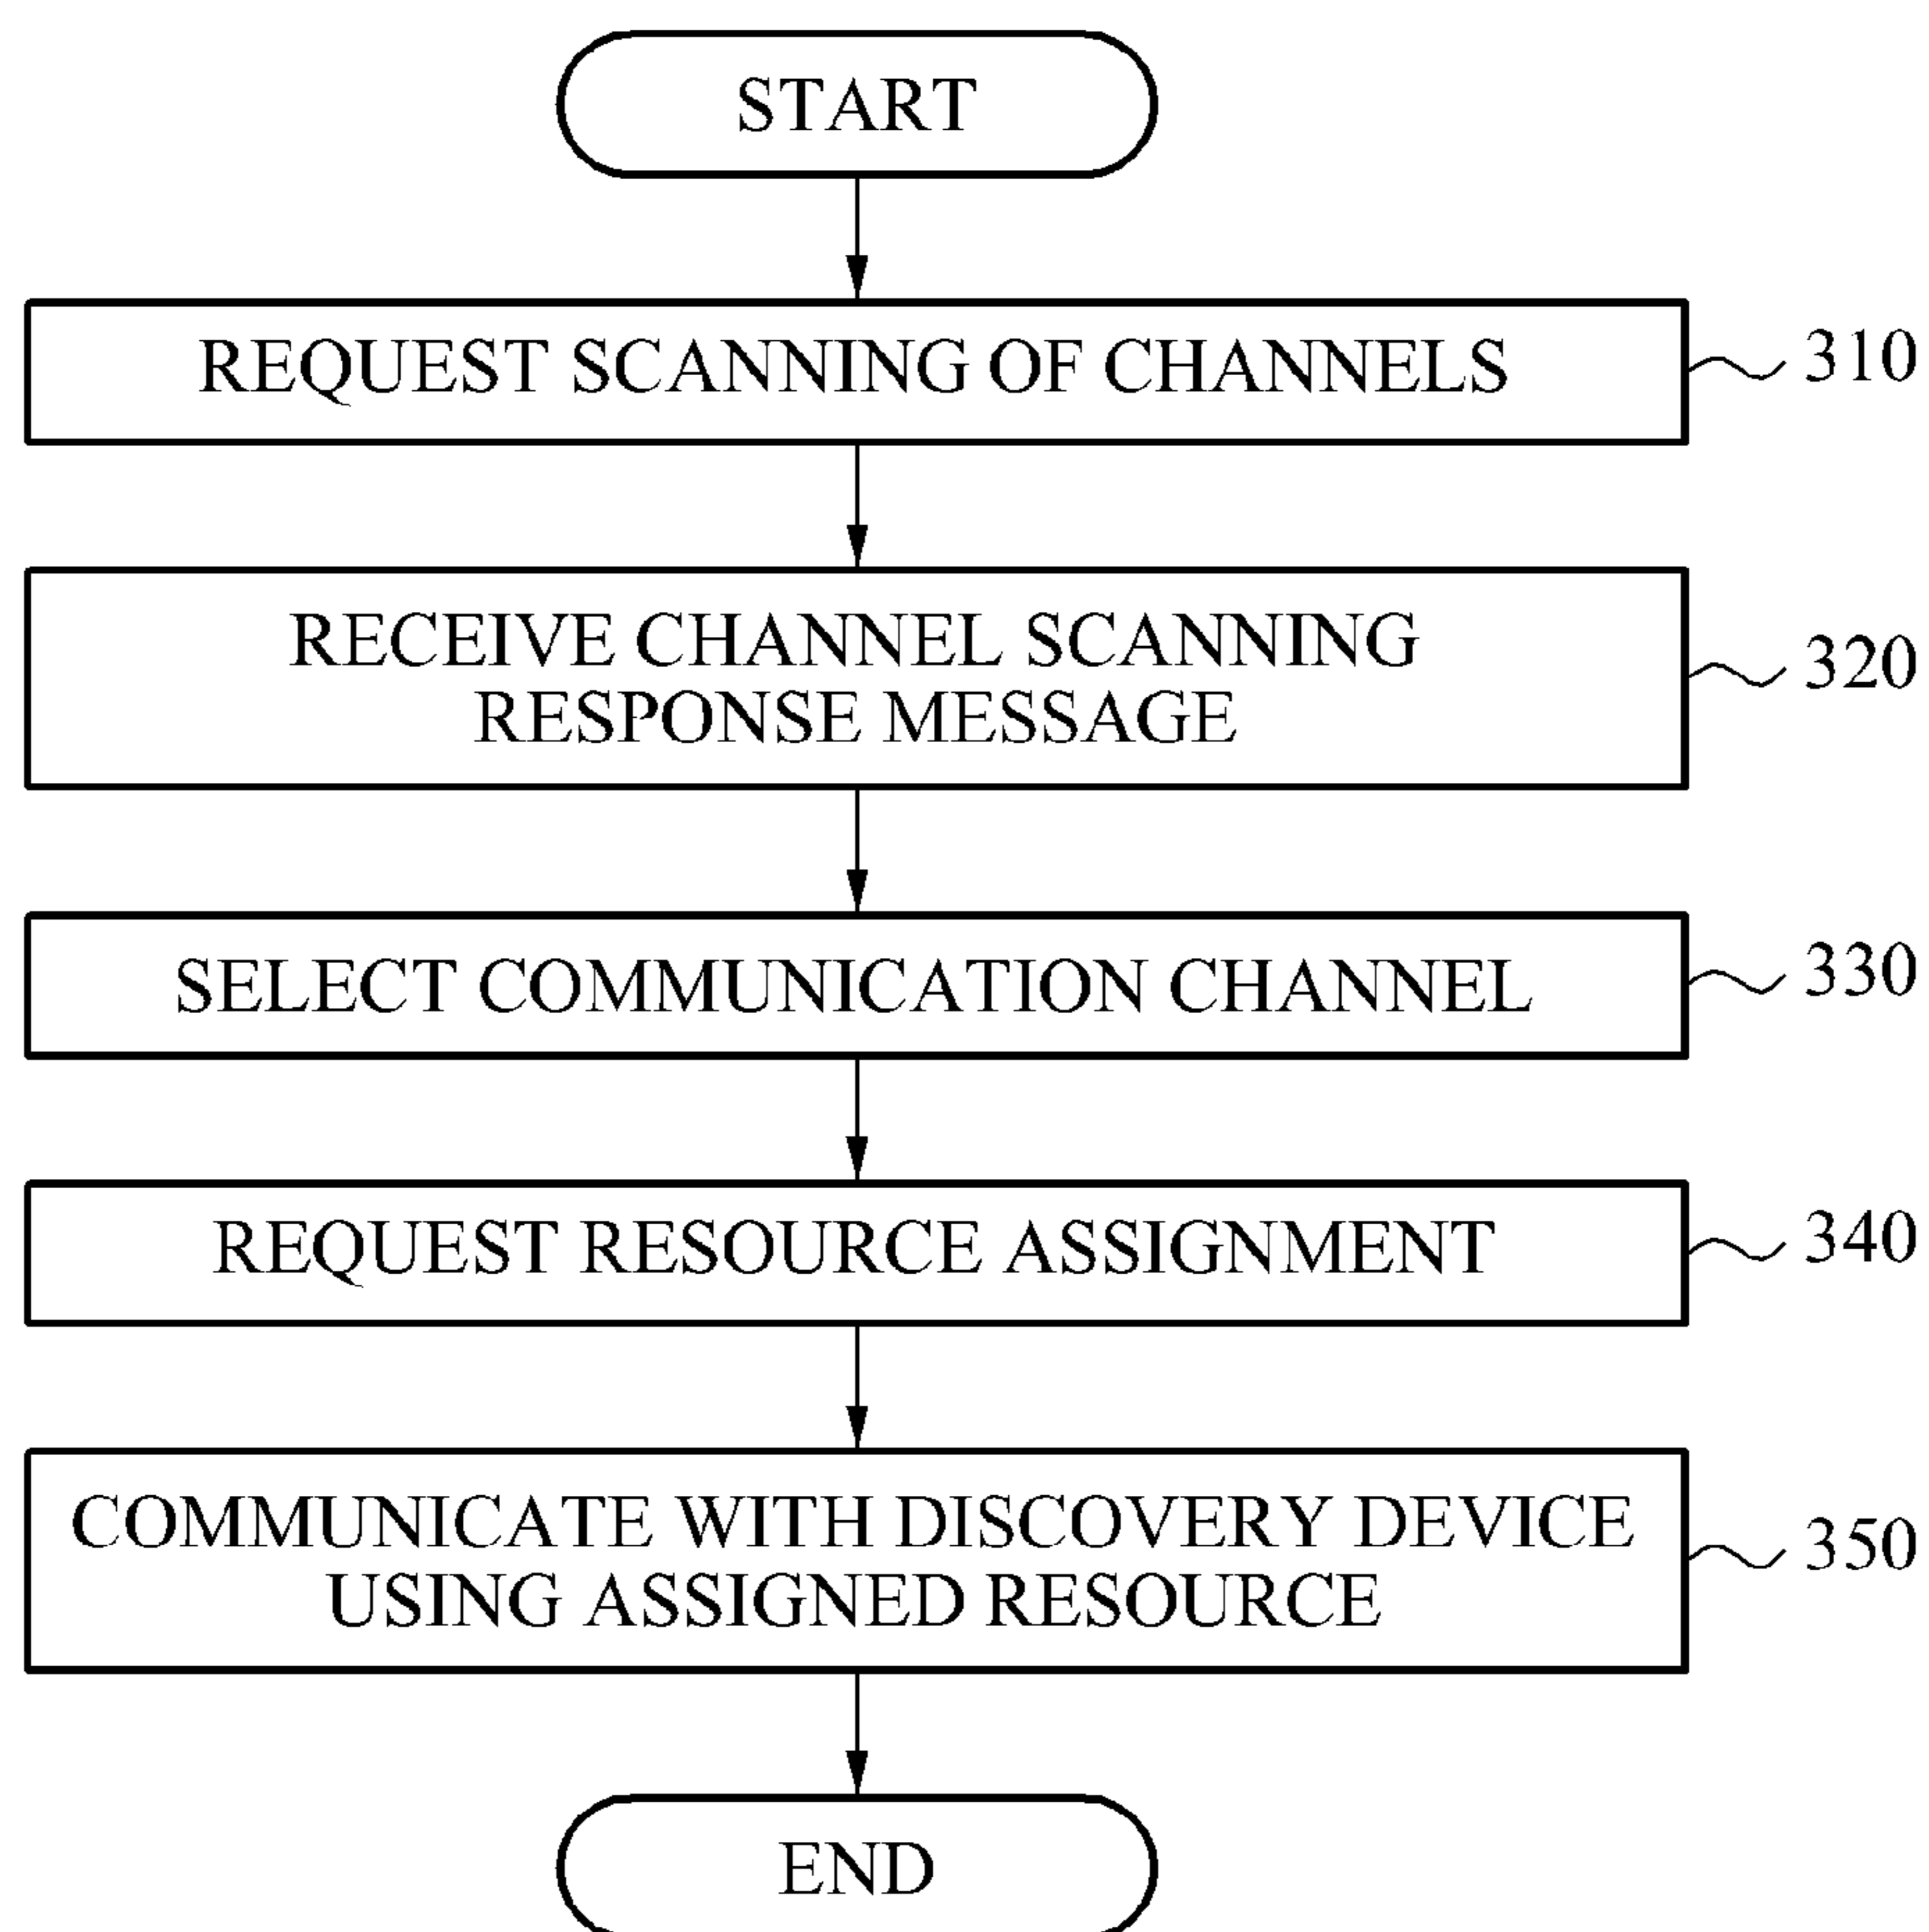 START
REQUEST SCANNING OF CHANNELS
310
RECEIVE CHANNEL SCANNING
RESPONSE MESSAGE
320
SELECT COMMUNICATION CHANNEL
330
REQUEST RESOURCE ASSIGNMENT
340
COMMUNICATE WITH DISCOVERY DEVICE
USING ASSIGNED RESOURCE
350
END